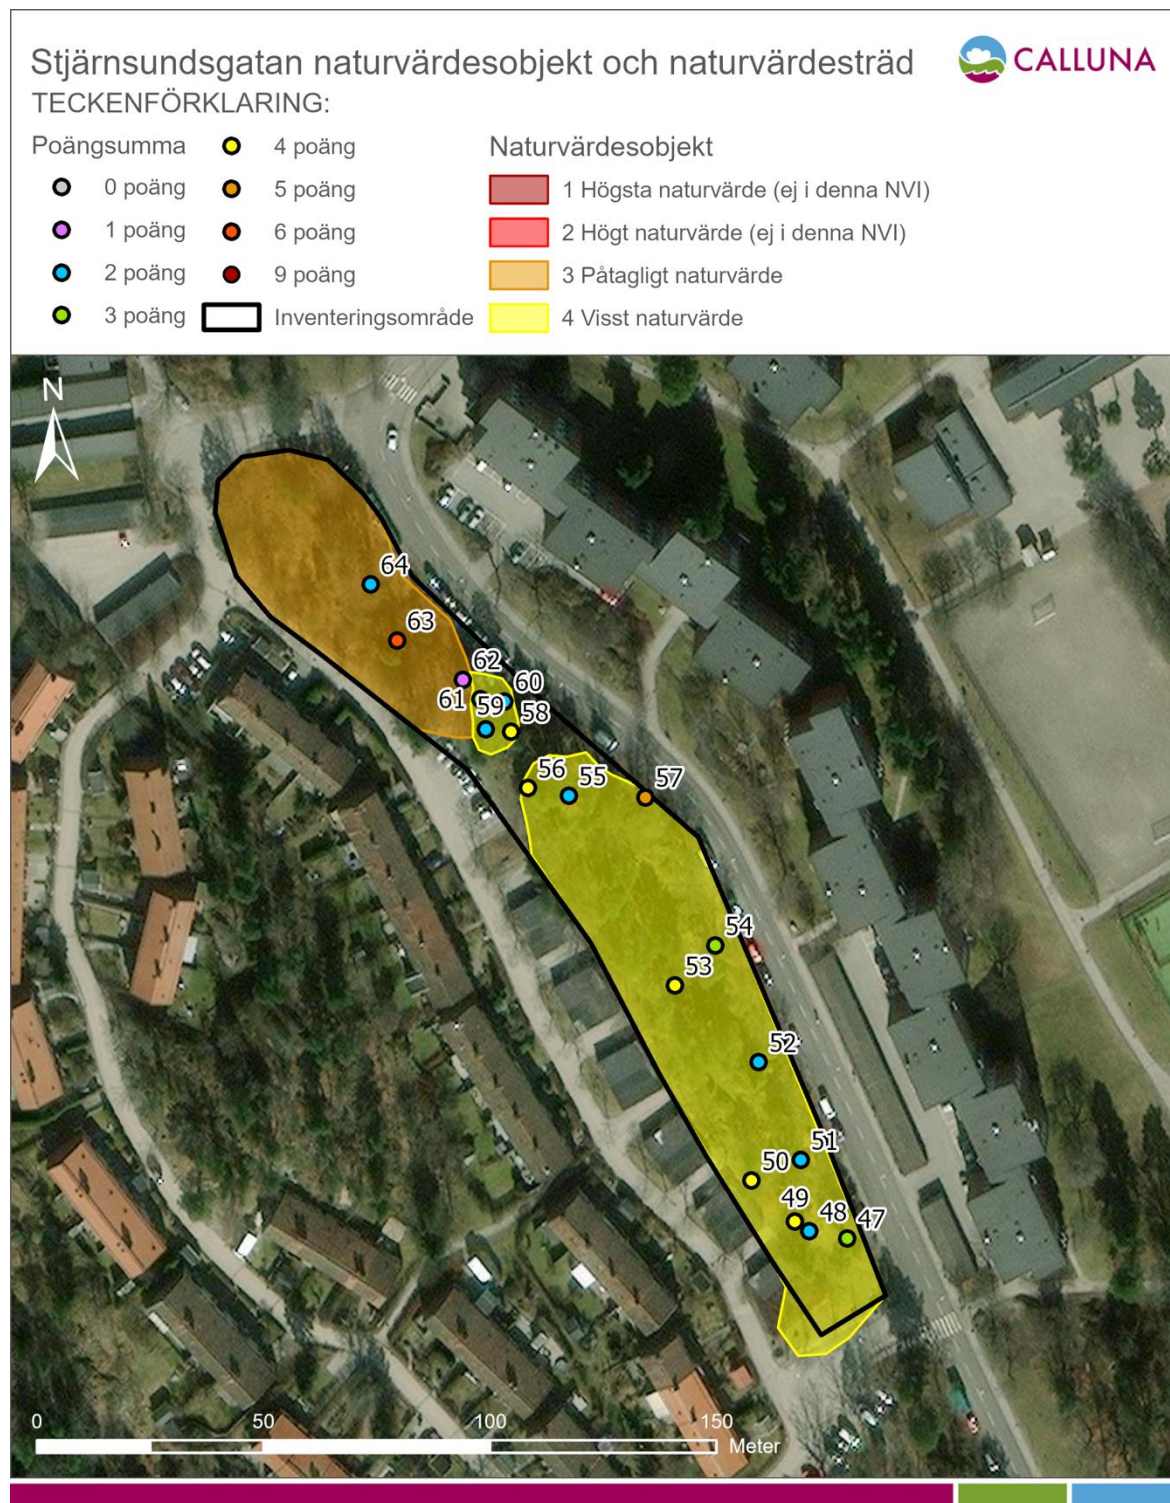 Stjärnsundsgatan naturvärdesobjekt och naturvärdesträd
CALLUNA
TECKENFÖRKLARING:
Poängsumma
0 poäng
1 poäng
2 poäng
3 poäng
4 poäng
5 poäng
6 poäng
9 poäng
Inventeringsområde
Naturvärdesobjekt
1 Högsta naturvärde (ej i denna NVI)
2 Högt naturvärde (ej i denna NVI)
3 Påtagligt naturvärde
4 Visst naturvärde
N
64
63
62
61
60
59
58
56
55
57
54
53
52
51
50
49
48
47
0 50 100 150
Meter